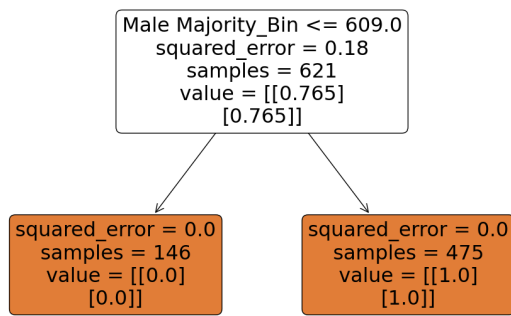 Male Majority_Bin <= 609.0
squared_error = 0.18
samples = 621
value = [[0.765]
[0.765]]
squared_error = 0.0
samples = 146
value = [[0.0]
[0.0]]
squared_error = 0.0
samples = 475
value = [[1.0]
[1.0]]